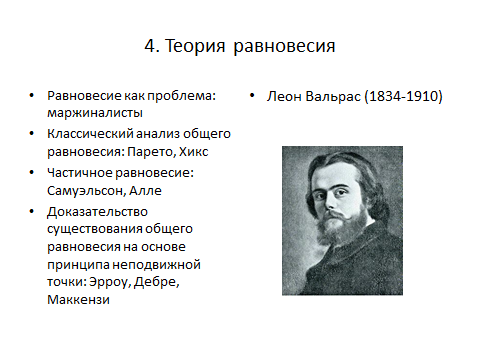 4. Теория равновесия
• Равновесие как проблема:
маржиналисты
• Классический анализ общего
равновесия: Парето, Хикс
• Частичное равновесие:
Самуэльсон, Алле
• Доказательство
существования общего
равновесия на основе
принципа неподвижной
точки: Эрроу, Дебре,
Маккензи
• Леон Вальрас (1834-1910)